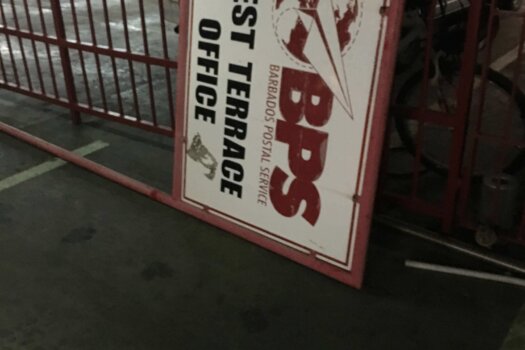 BPS
BARBADOS POSTAL SERVICE
EST TERRACE
OFFICE